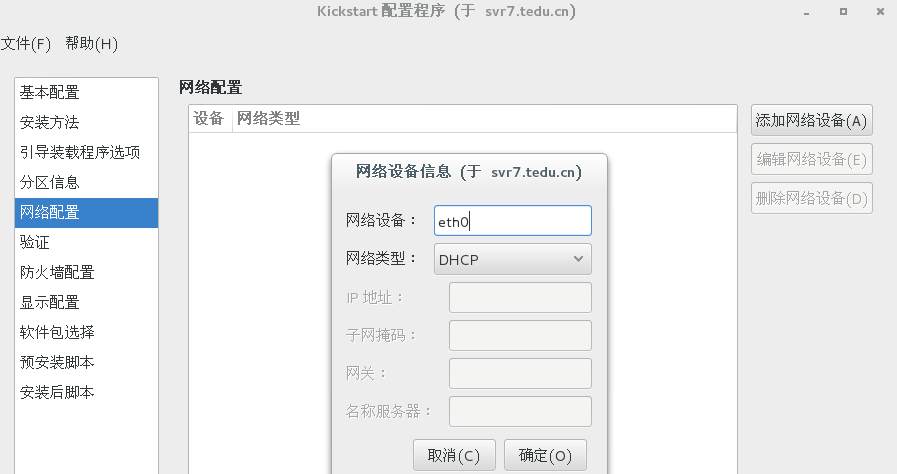 Kickstart 配置程序 (于 svr7.tedu.cn)
文件(F) 帮助(H)
基本配置
安装方法
引导装载程序选项
分区信息
网络配置
验证
防火墙配置
显示配置
软件包选择
预安装脚本
安装后脚本
网络配置
设备 网络类型
添加网络设备(A)
编辑网络设备(E)
删除网络设备(D)
网络设备信息 (于 svr7.tedu.cn)
网络设备： eth0
网络类型： DHCP
IP 地址：
子网掩码：
网关：
名称服务器：
取消(C) 确定(O)